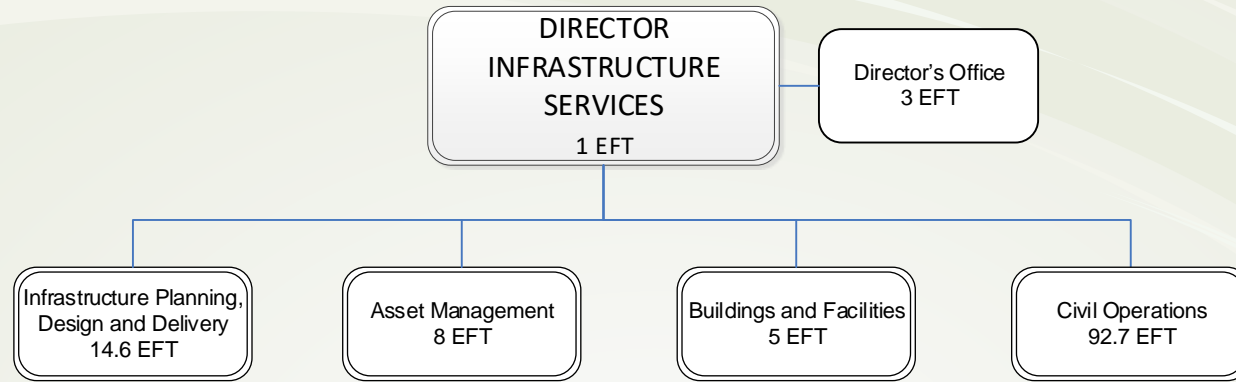 DIRECTOR
INFRASTRUCTURE
SERVICES
1 EFT
Director’s Office
3 EFT
Infrastructure Planning,
Design and Delivery
14.6 EFT
Asset Management
8 EFT
Buildings and Facilities
5 EFT
Civil Operations
92.7 EFT